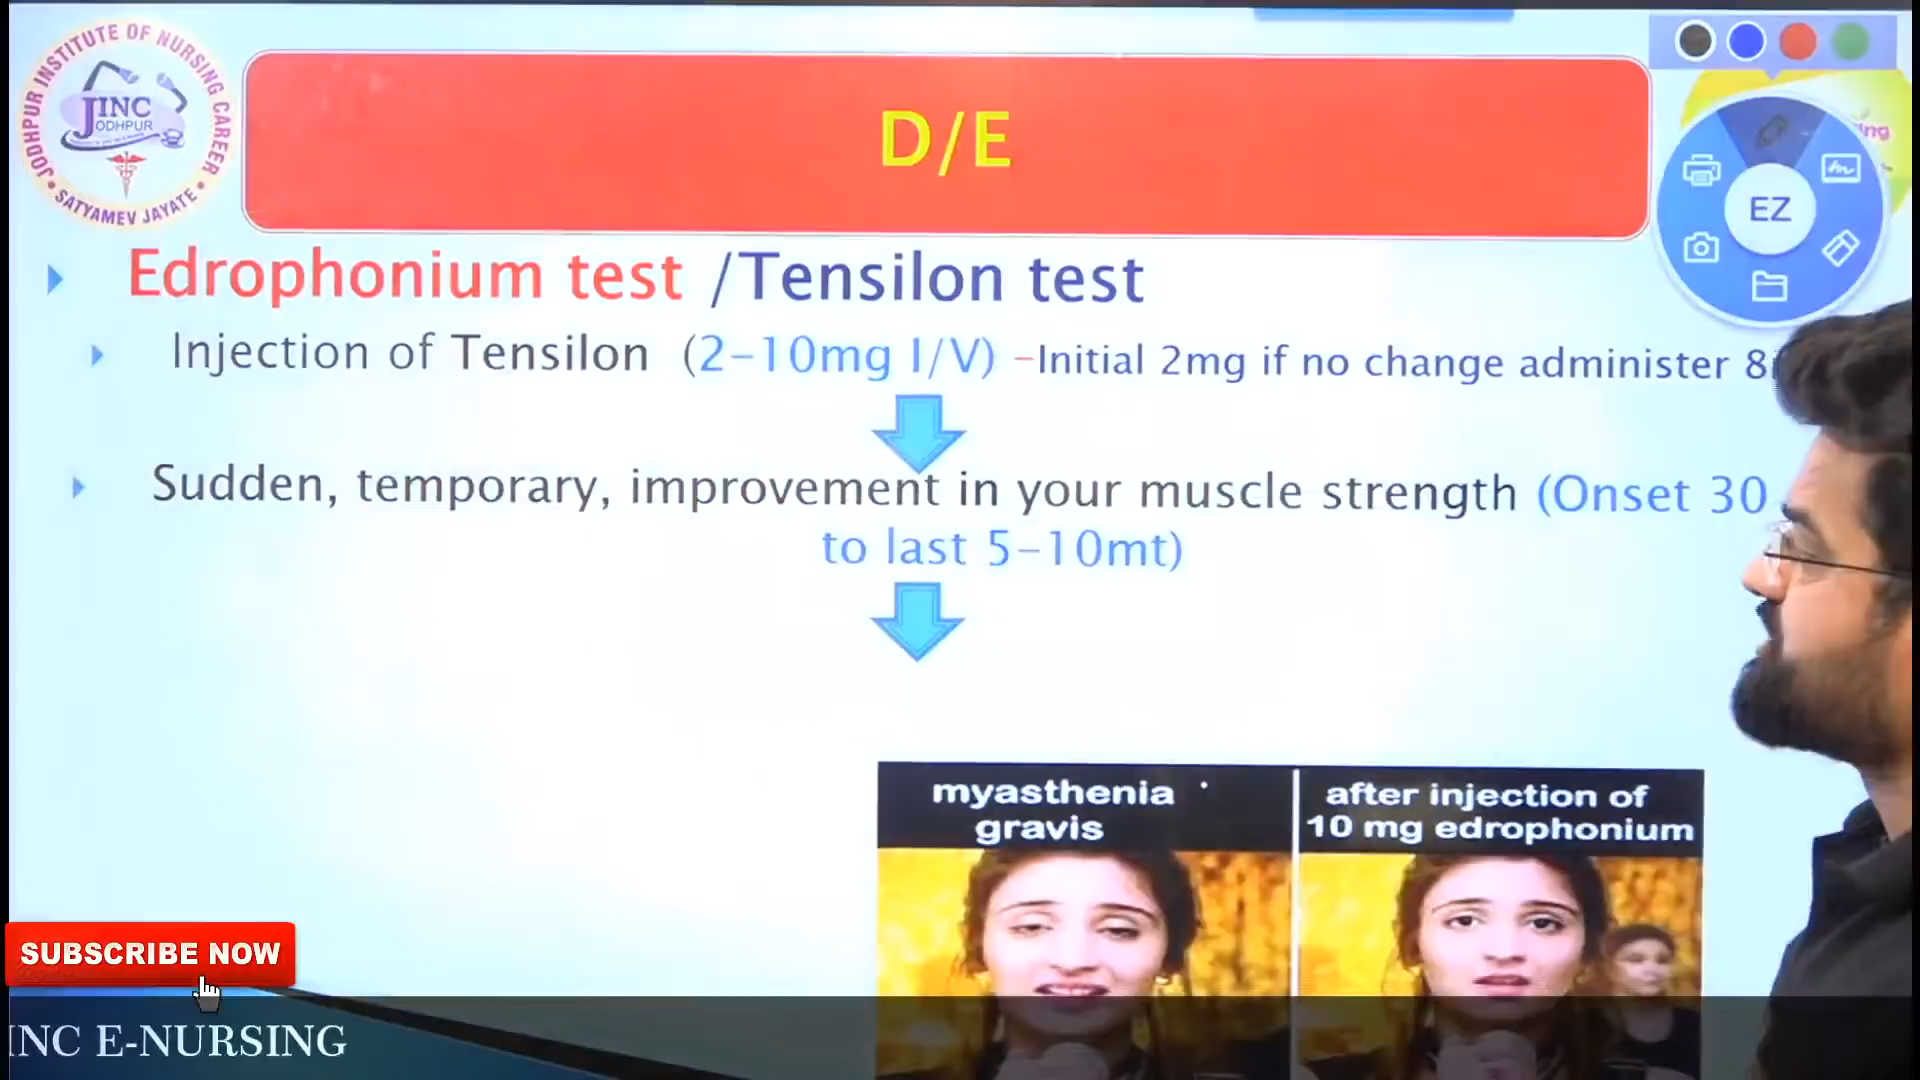 JODHPUR INSTITUTE OF NURSING CAREER
JINC
JODHPUR
SATYAMEV JAYATE
D/E
EZ
Edrophonium test /Tensilon test
Injection of Tensilon (2-10mg I/V) -Initial 2mg if no change administer 8
Sudden, temporary, improvement in your muscle strength (Onset 30
to last 5-10mt)
myasthenia
gravis
after injection of
10 mg edrophonium
SUBSCRIBE NOW
INC E-NURSING